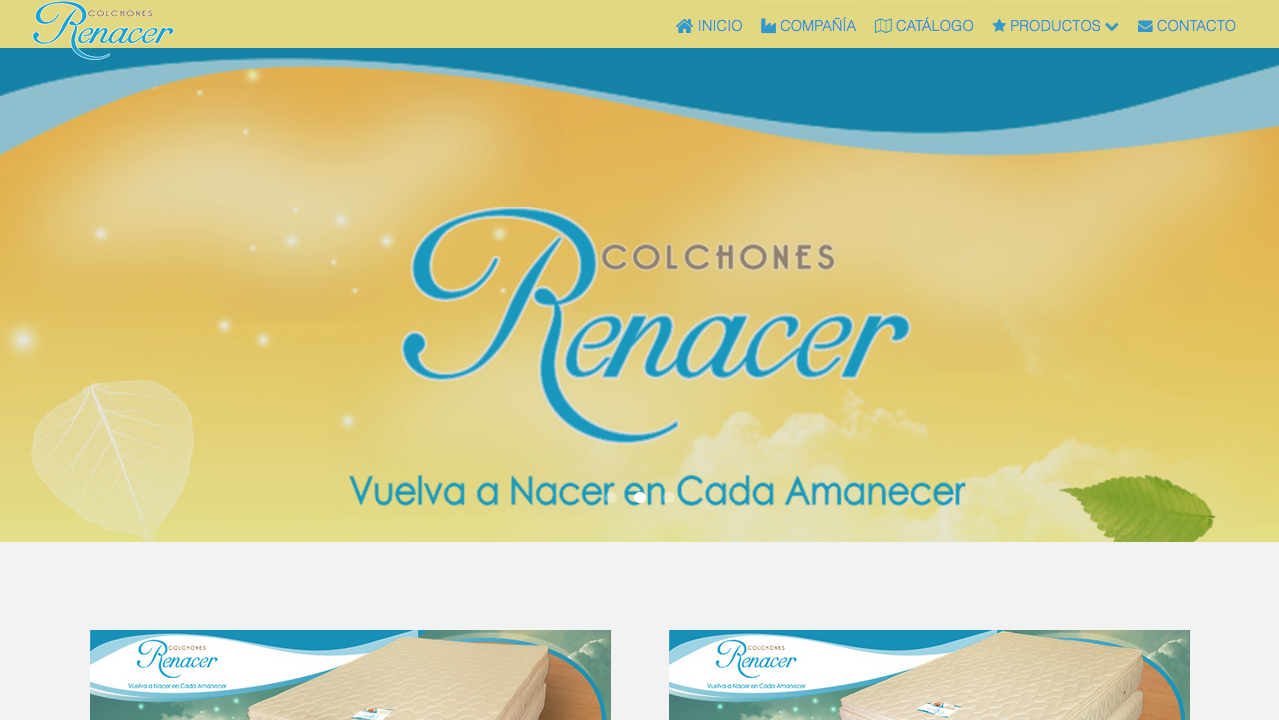 COLCHONES
Renacer
INICIO
COMPAÑÍA
CATÁLOGO
PRODUCTOS
CONTACTO
COLCHONES
Renacer
Vuelva a Nacer en Cada Amanecer
COLCHONES
Renacer
Vuelva a Nacer en Cada Amanecer
COLCHONES
Renacer
Vuelva a Nacer en Cada Amanecer